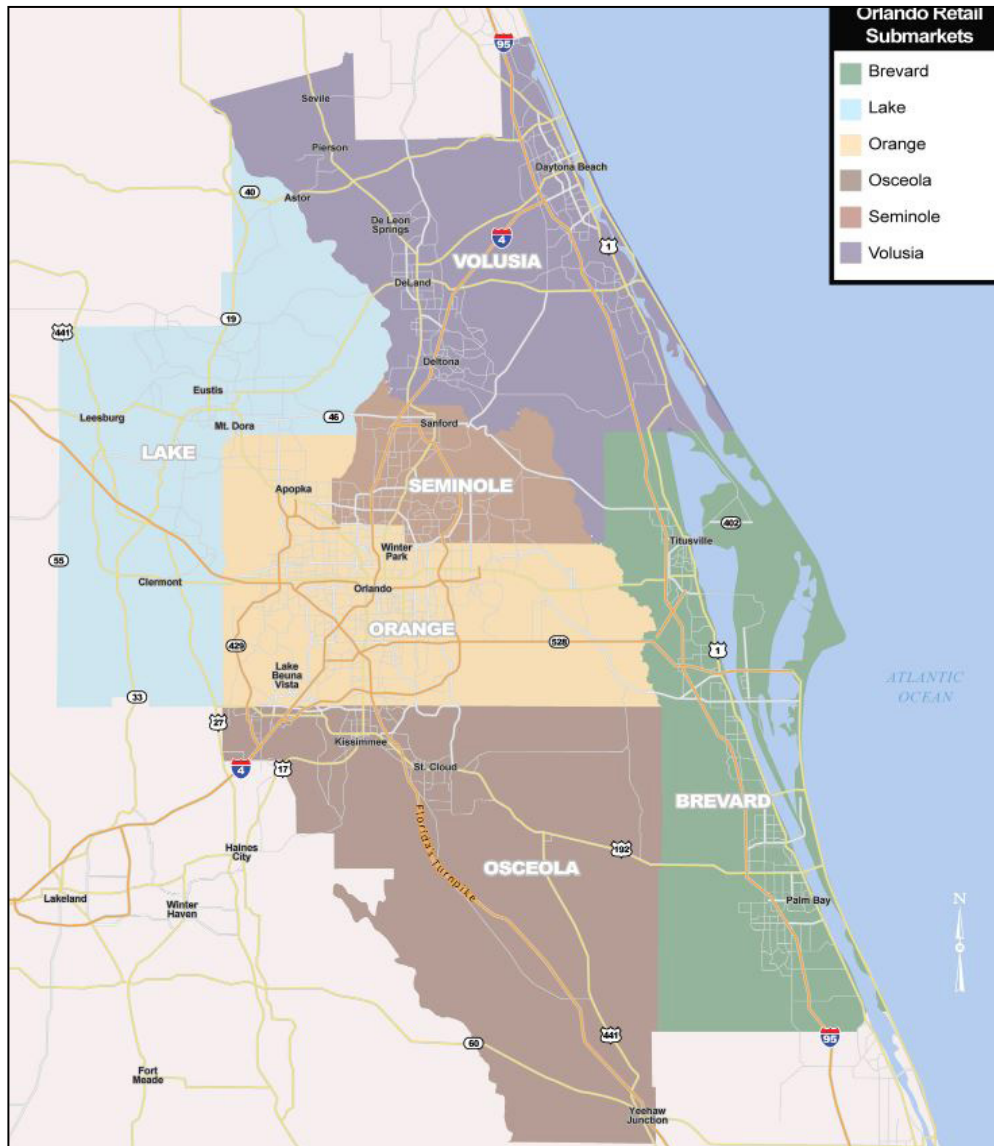 Orlando Retail
Submarkets
Brevard
Lake
Orange
Osceola
Seminole
Volusia
95
Sevile
Pierson
Daytona Beach
40
Astor
De Leon
Springs
4
1
VOLUSIA
DeLand
19
441
Deltona
Eustis
Leesburg
46
Mt. Dora
Sanford
LAKE
SEMINOLE
Apopka
402
Titusville
Winter
Park
55
Clermont
Orlando
ORANGE
429
528
1
Lake
Beuna
Vista
ATLANTIC
OCEAN
33
27
Kissimmee
4
17
St. Cloud
BREVARD
Florida's Turnpike
192
Haines
City
OSCEOLA
Lakeland
Winter
Haven
Palm Bay
N
441
95
60
Fort
Meade
Yeehaw
Junction